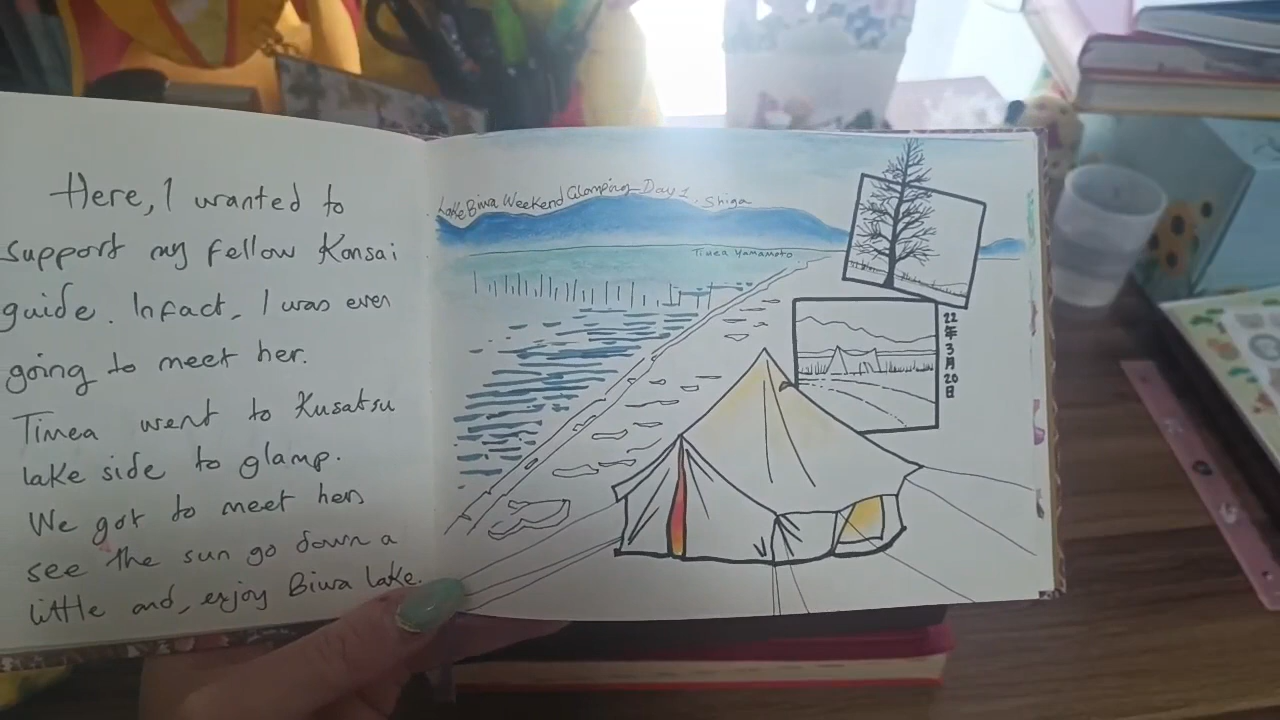 Here, I wanted to
support my fellow Kansai
guide. Infact, I was even
going to meet her.
Timea went to Kusatsu
lake side to glamp.
We got to meet her,
see the sun go down a
little and, enjoy Biwa lake.
Lake Biwa Weekend Glamping-Day 1. Shiga
Timea Yamamoto
22年3月20日